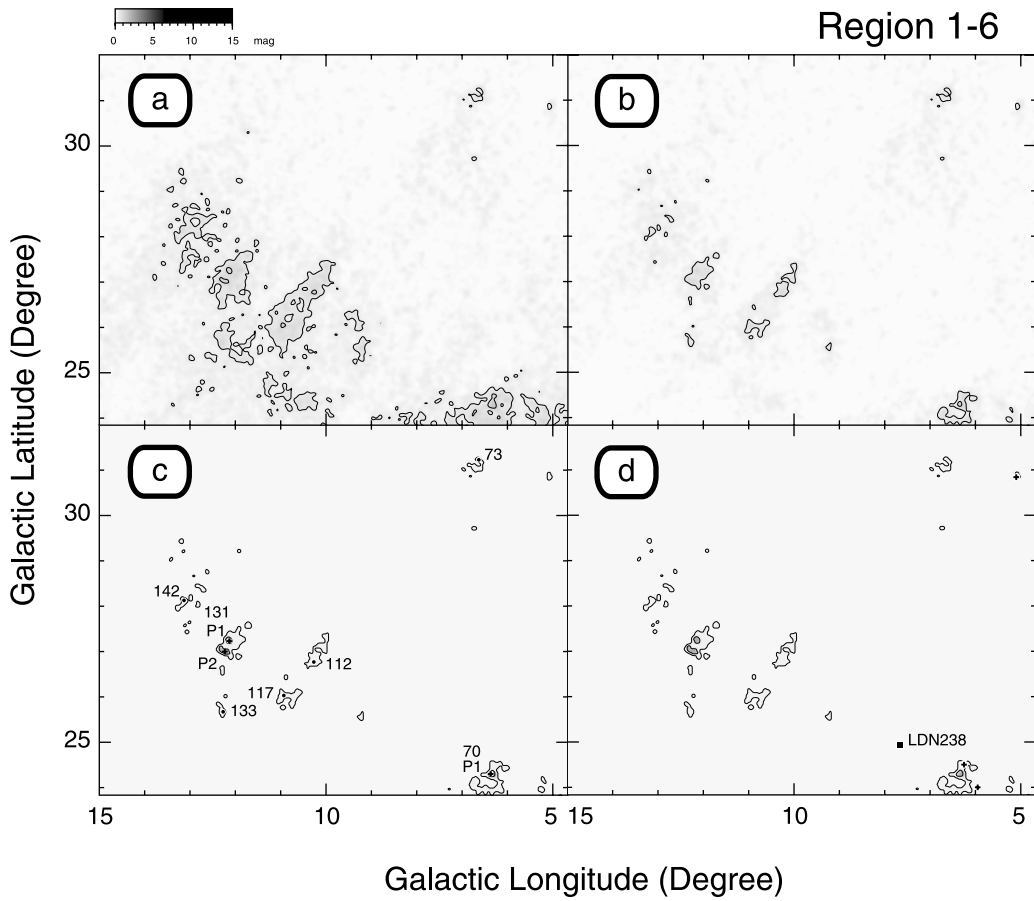 Region 1-6
0 5 10 15 mag
a
b
30
25
Galactic Latitude (Degree)
c
73
142
131
P1
P2
112
117
133
70
P1
d
LDN238
30
25
15 10 5
15 10 5
Galactic Longitude (Degree)